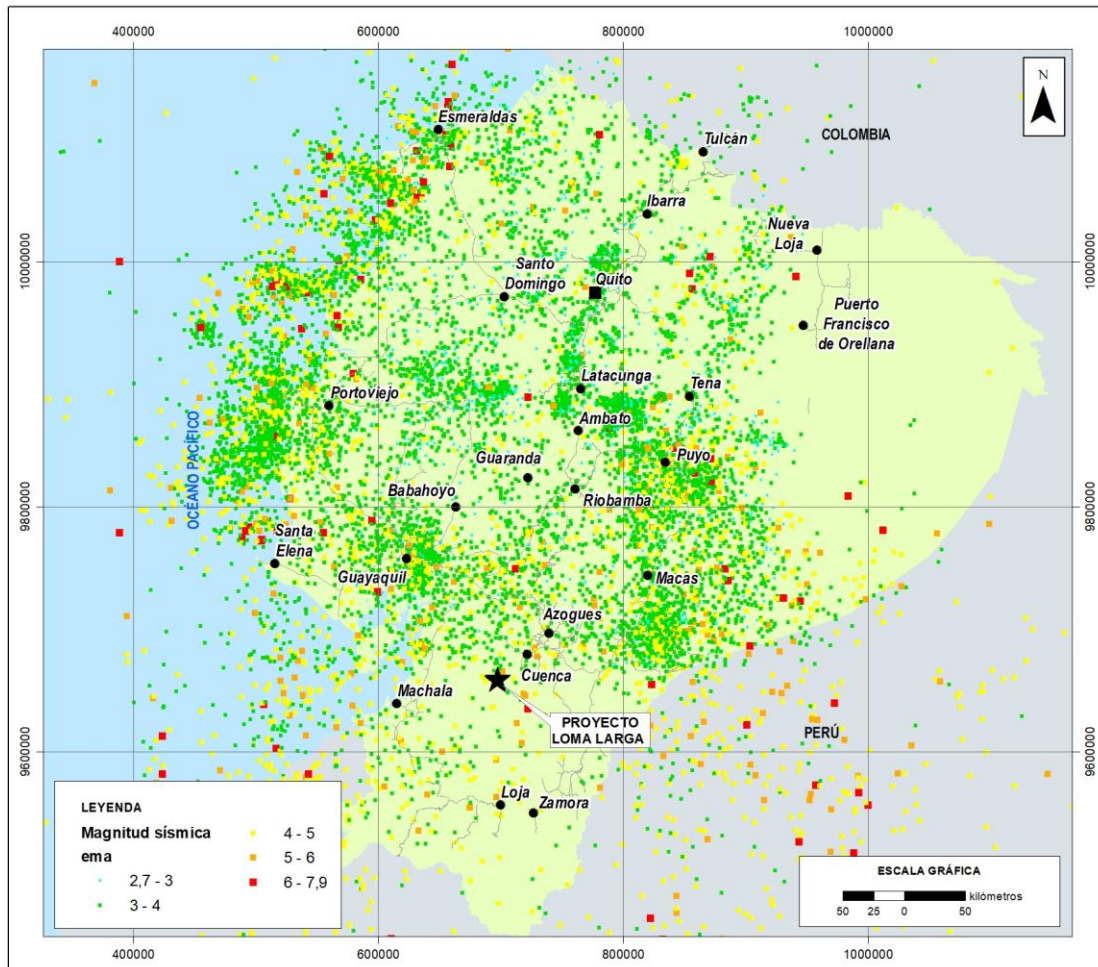 400000 600000 800000 1000000
N
Esmeraldas
Tulcán
COLOMBIA
Ibarra
Nueva
Loja
10000000 10000000
Santo
Domingo
Quito
Puerto
Francisco
de Orellana
Latacunga
Tena
Portoviejo
Ambato
OCÉANO PACÍFICO
Guaranda
Puyo
Babahoyo
Riobamba
9800000 9800000
Santa
Elena
Guayaquil
Macas
Azogues
Cuenca
Machala
PROYECTO
LOMA LARGA
PERÚ
9600000 9600000
Loja
Zamora
LEYENDA
Magnitud sísmica
ema
2,7 - 3
3 - 4
4 - 5
5 - 6
6 - 7,9
ESCALA GRÁFICA
kilómetros
50 25 0 50
400000 600000 800000 1000000